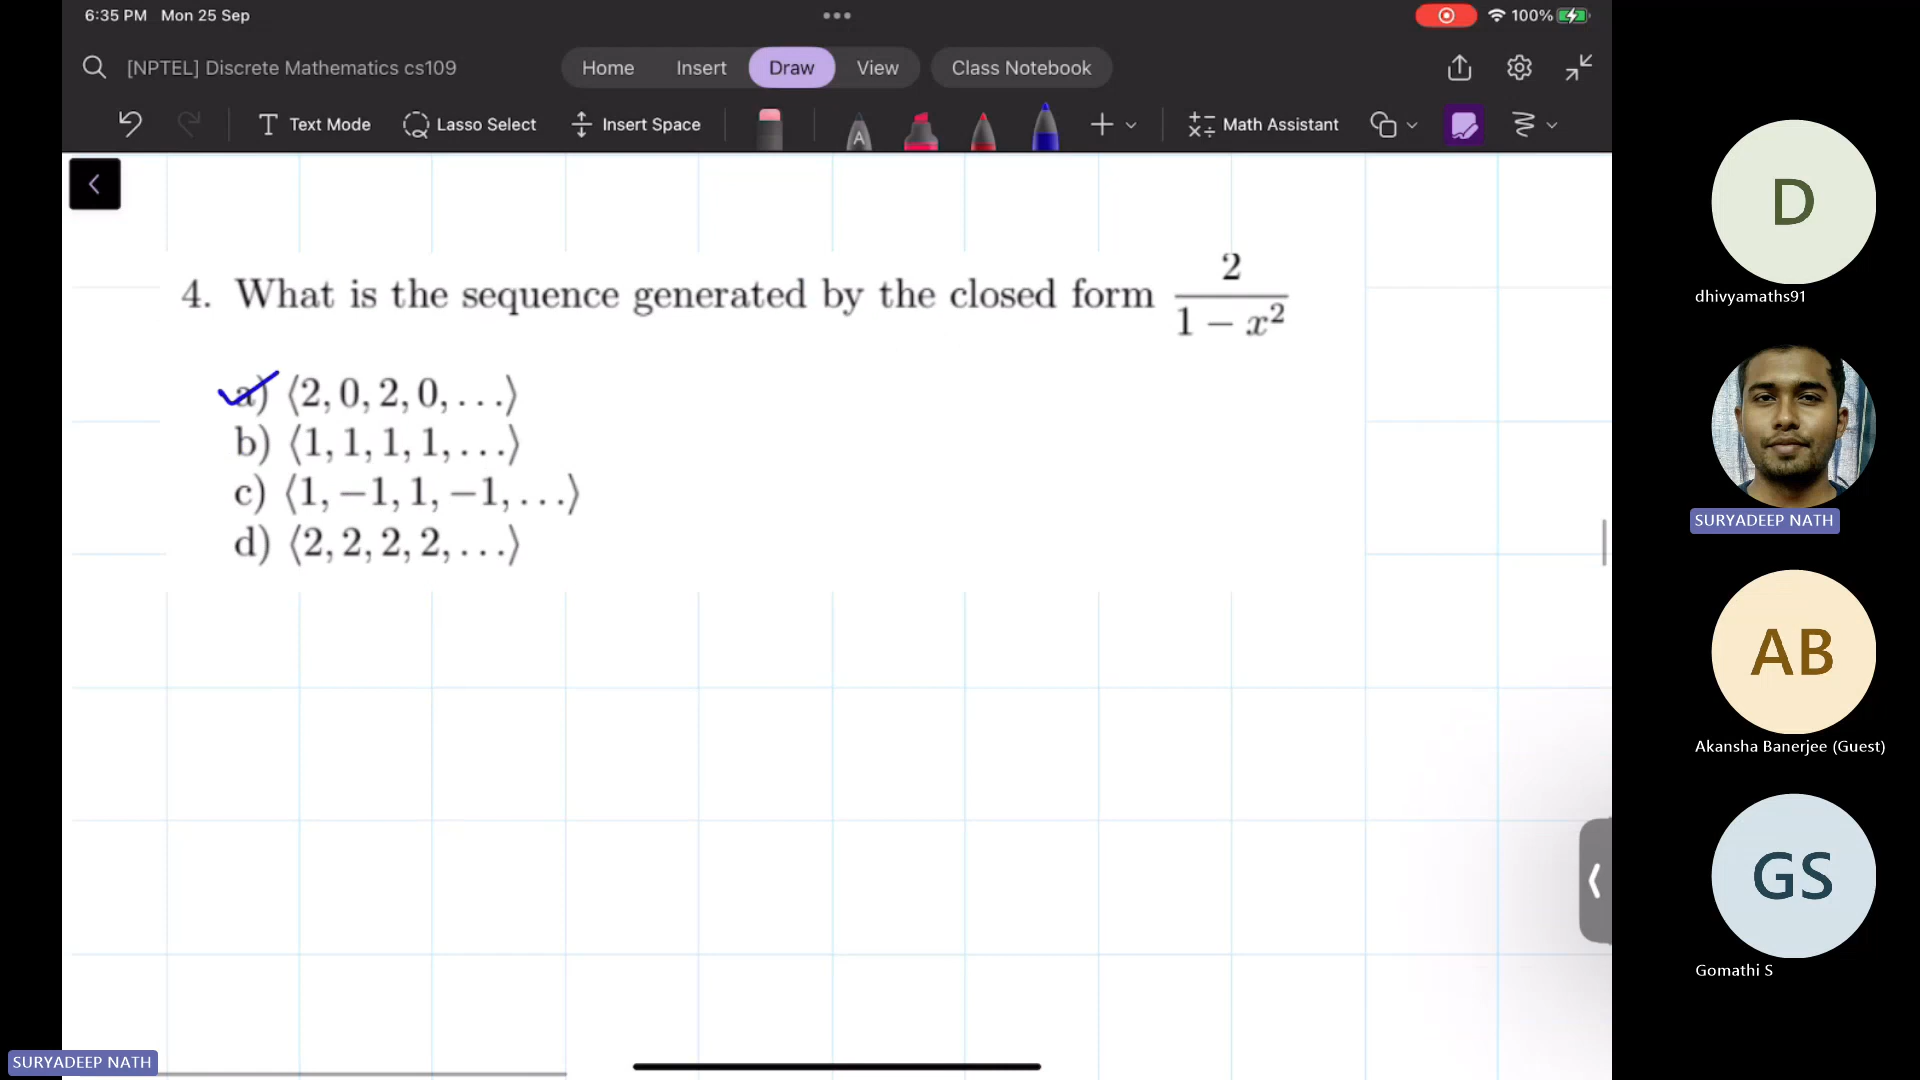 6:35 PM Mon 25 Sep
100%
[NPTEL] Discrete Mathematics cs109
Home Insert Draw View Class Notebook
Text Mode Lasso Select Insert Space A Math Assistant
4. What is the sequence generated by the closed form 2/(1 − x²)
a) ⟨2, 0, 2, 0, . . .⟩
b) ⟨1, 1, 1, 1, . . .⟩
c) ⟨1, −1, 1, −1, . . .⟩
d) ⟨2, 2, 2, 2, . . .⟩
D
dhivyamaths91
SURYADEEP NATH
AB
Akansha Banerjee (Guest)
GS
Gomathi S
SURYADEEP NATH